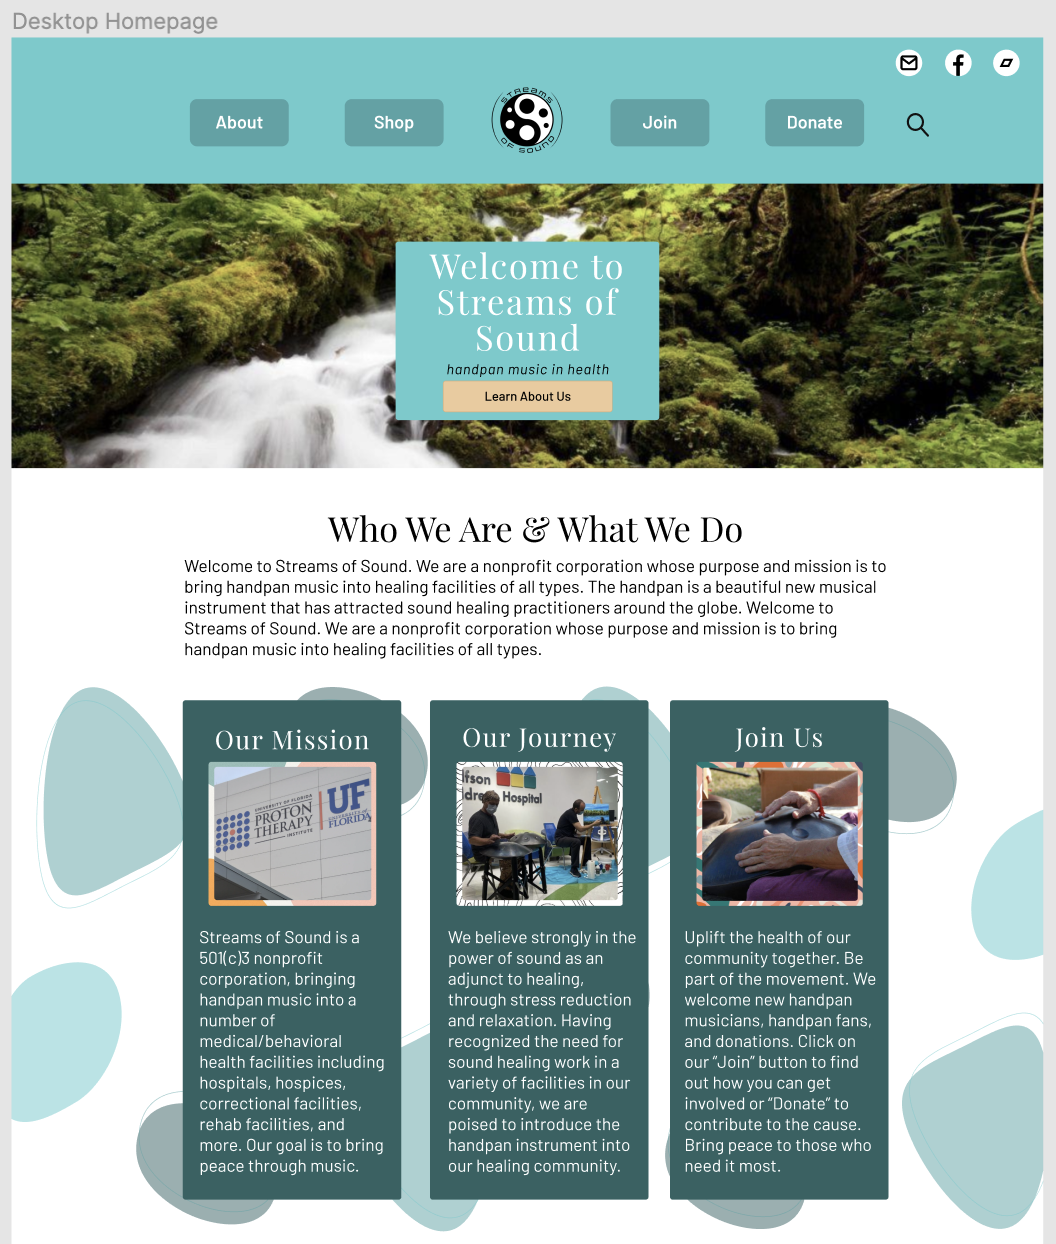 Desktop Homepage
About
Shop
STREAMS
OF SOUND
Join
Donate
Welcome to
Streams of
Sound
handpan music in health
Learn About Us
Who We Are & What We Do
Welcome to Streams of Sound. We are a nonprofit corporation whose purpose and mission is to
bring handpan music into healing facilities of all types. The handpan is a beautiful new musical
instrument that has attracted sound healing practitioners around the globe. Welcome to
Streams of Sound. We are a nonprofit corporation whose purpose and mission is to bring
handpan music into healing facilities of all types.
Our Mission
UNIVERSITY OF FLORIDA
PROTON
THERAPY
INSTITUTE
UF
UNIVERSITY of
FLORIDA
Streams of Sound is a
501(c)3 nonprofit
corporation, bringing
handpan music into a
number of
medical/behavioral
health facilities including
hospitals, hospices,
correctional facilities,
rehab facilities, and
more. Our goal is to bring
peace through music.
Our Journey
lfson
ldren's Hospital
We believe strongly in the
power of sound as an
adjunct to healing,
through stress reduction
and relaxation. Having
recognized the need for
sound healing work in a
variety of facilities in our
community, we are
poised to introduce the
handpan instrument into
our healing community.
Join Us
Uplift the health of our
community together. Be
part of the movement. We
welcome new handpan
musicians, handpan fans,
and donations. Click on
our "Join" button to find
out how you can get
involved or "Donate" to
contribute to the cause.
Bring peace to those who
need it most.